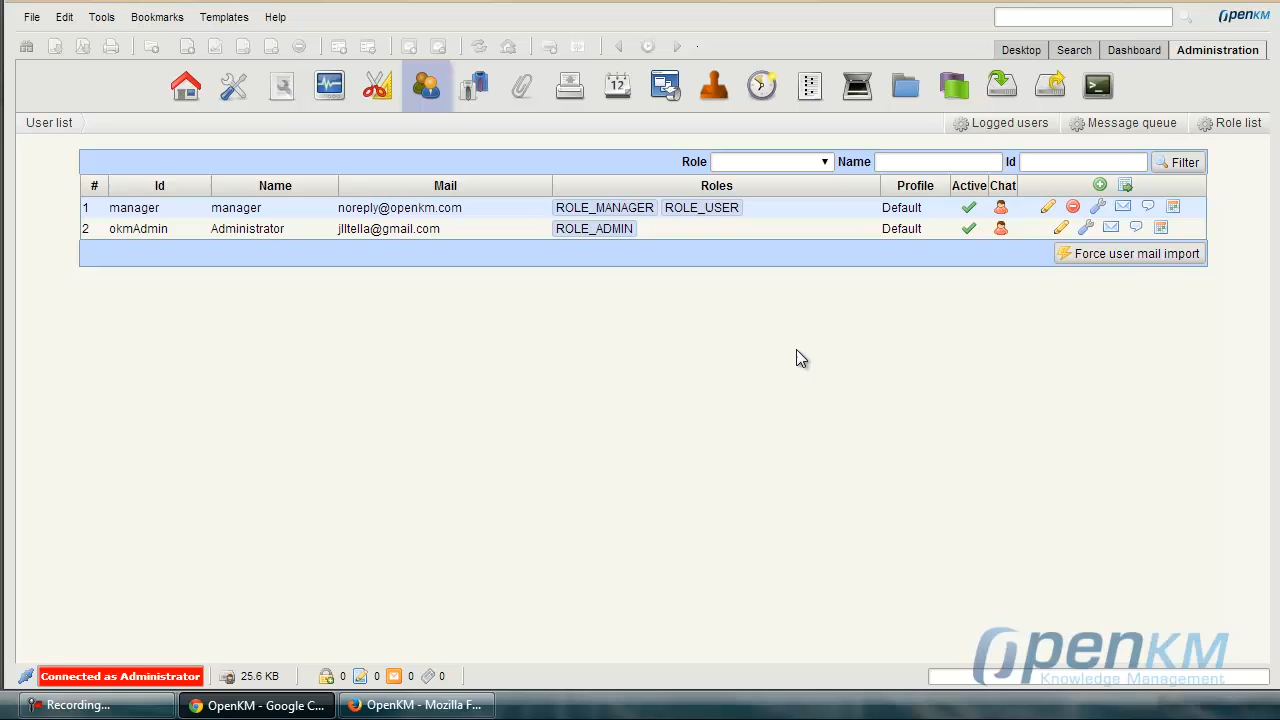 File Edit Tools Bookmarks Templates Help
OpenKM
Desktop Search Dashboard Administration
12
User list Logged users Message queue Role list
Role Name Id Filter
# Id Name Mail Roles Profile Active Chat
1 manager manager noreply@openkm.com ROLE_MANAGER ROLE_USER Default
2 okmAdmin Administrator jlltella@gmai.com ROLE_ADMIN Default
Force user mail import
OpenKM
Knowledge Management
Connected as Administrator 25.6 KB 0 0 0 0
Recording... OpenKM - Google C... OpenKM - Mozilla F...